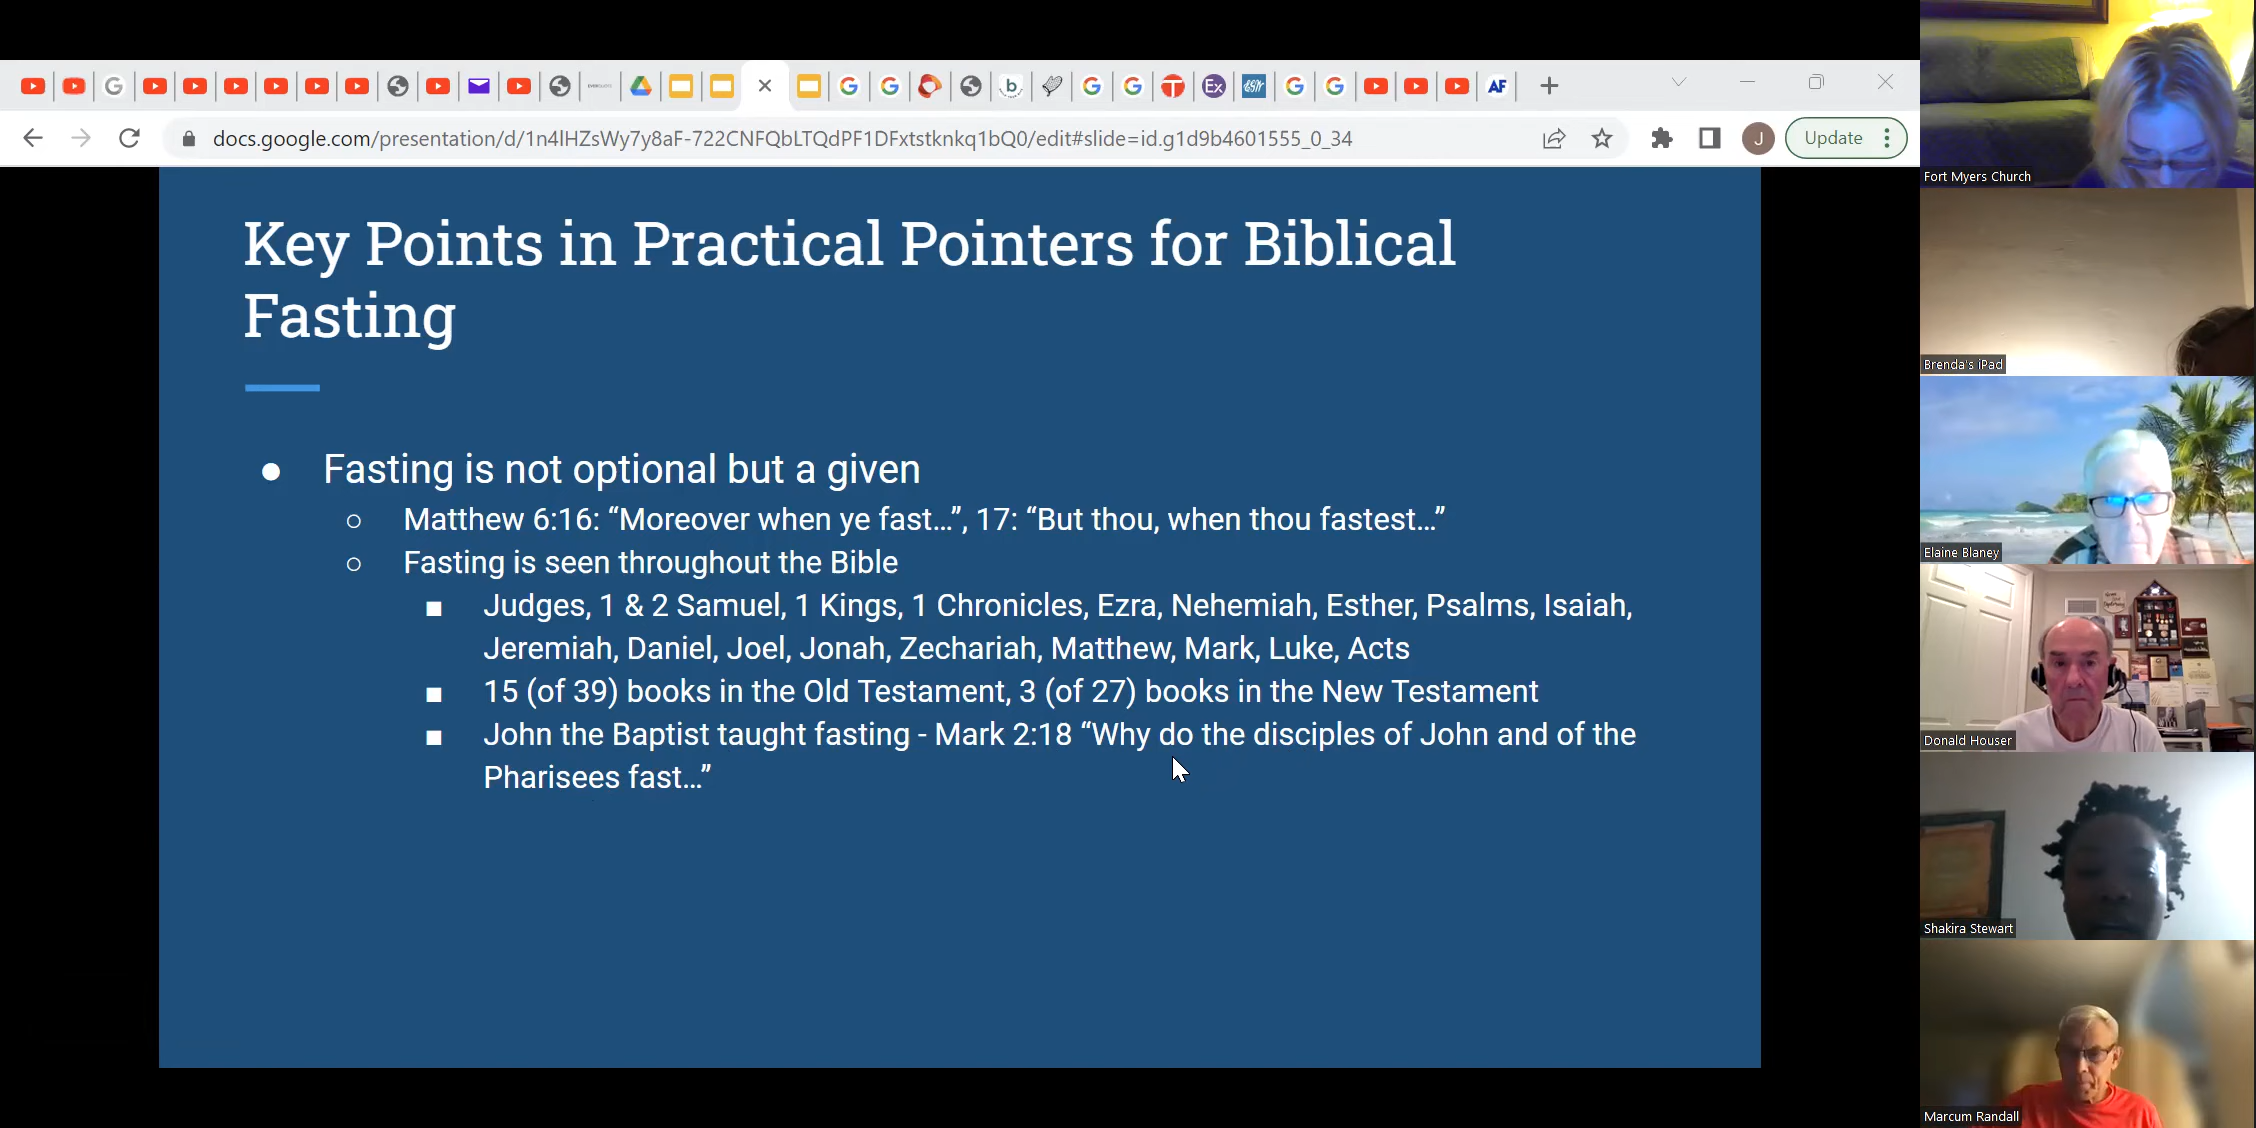 docs.google.com/presentation/d/1n4lHZsWy7y8aF-722CNFQbLTQdPF1DFxtstknkq1bQ0/edit#slide=id.g1d9b4601555_0_34
J
Update
b
Ex
AF
Key Points in Practical Pointers for Biblical
Fasting
● Fasting is not optional but a given
○ Matthew 6:16: “Moreover when ye fast…”, 17: “But thou, when thou fastest…”
○ Fasting is seen throughout the Bible
■ Judges, 1 & 2 Samuel, 1 Kings, 1 Chronicles, Ezra, Nehemiah, Esther, Psalms, Isaiah,
Jeremiah, Daniel, Joel, Jonah, Zechariah, Matthew, Mark, Luke, Acts
■ 15 (of 39) books in the Old Testament, 3 (of 27) books in the New Testament
■ John the Baptist taught fasting - Mark 2:18 “Why do the disciples of John and of the
Pharisees fast…”
Fort Myers Church
Brenda's iPad
Elaine Blaney
Donald Houser
Shakira Stewart
Marcum Randall